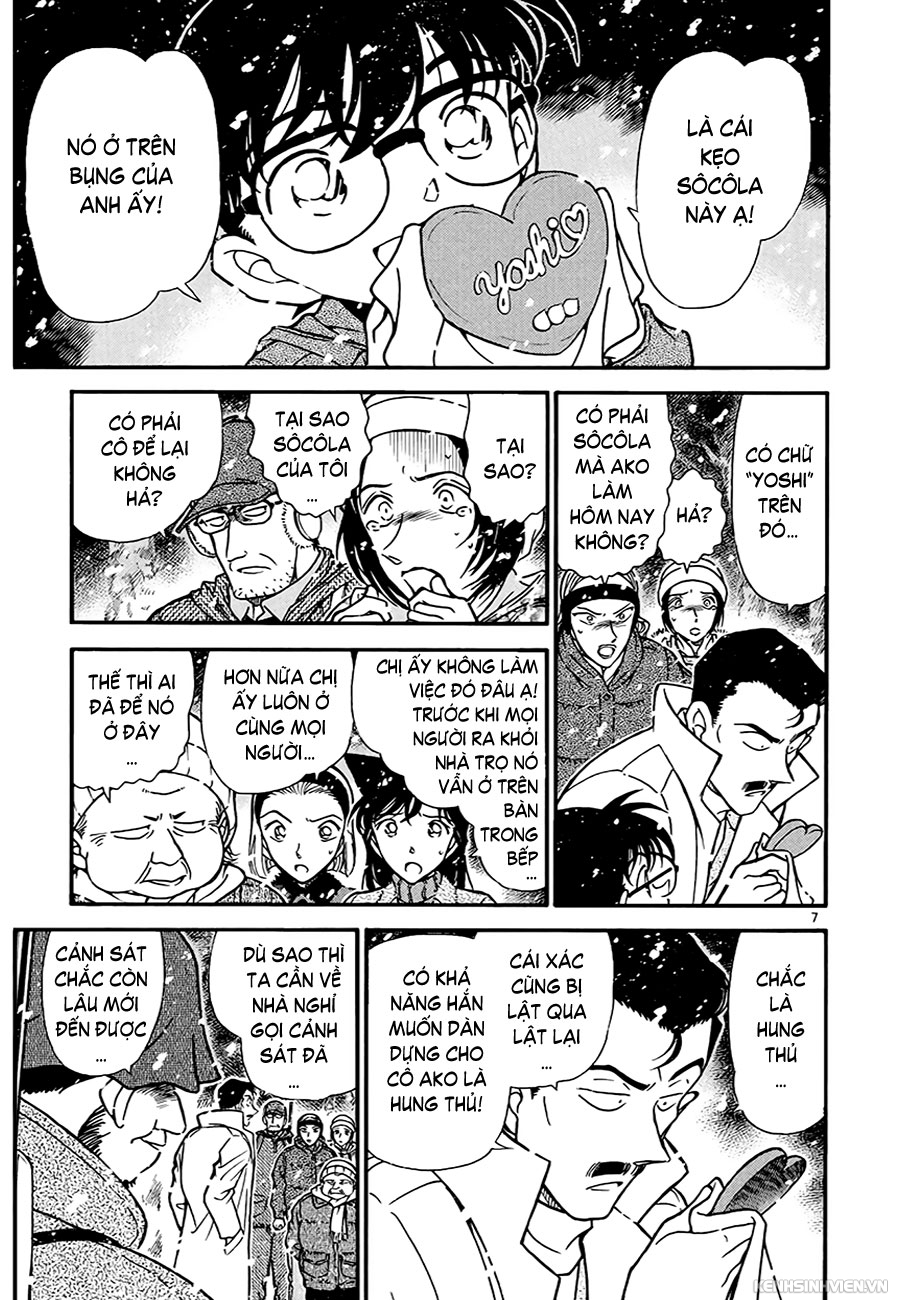 LÀ CÁI
KẸO
SÔCÔLA
NÀY Ạ!
yoshi♡
NÓ Ở TRÊN
BỤNG CỦA
ANH ẤY!
CÓ CHỮ
“YOSHI”
TRÊN
ĐÓ...
HẢ?
CÓ PHẢI
SÔCÔLA
MÀ AKO
LÀM
HÔM NAY
KHÔNG?
TẠI
SAO?
TẠI SAO
SÔCÔLA
CỦA TÔI
...
CÓ PHẢI
CÔ ĐỂ LẠI
KHÔNG
HẢ?
CHỊ ẤY KHÔNG LÀM
VIỆC ĐÓ ĐÂU Ạ!
TRƯỚC KHI MỌI
NGƯỜI RA KHỎI
NHÀ TRỌ NÓ
VẪN Ở TRÊN
BÀN
TRONG
BẾP
...
HƠN NỮA CHỊ
ẤY LUÔN Ở
CÙNG MỌI
NGƯỜI...
THẾ THÌ AI
ĐÃ ĐỂ NÓ
Ở ĐÂY
...
7
CHẮC
LÀ
HUNG
THỦ
...
CÁI XÁC
CŨNG BỊ
LẬT QUA
LẬT LẠI
...
CÓ KHẢ
NĂNG HẮN
MUỐN DÀN
DỰNG CHO
CÔ AKO LÀ
HUNG THỦ!
DÙ SAO THÌ
TA CẦN VỀ
NHÀ NGHỈ
GỌI CẢNH
SÁT ĐÃ
...
CẢNH SÁT
CHẮC CÒN
LÂU MỚI
ĐẾN ĐƯỢC
...
KENHSINHVIEN.VN